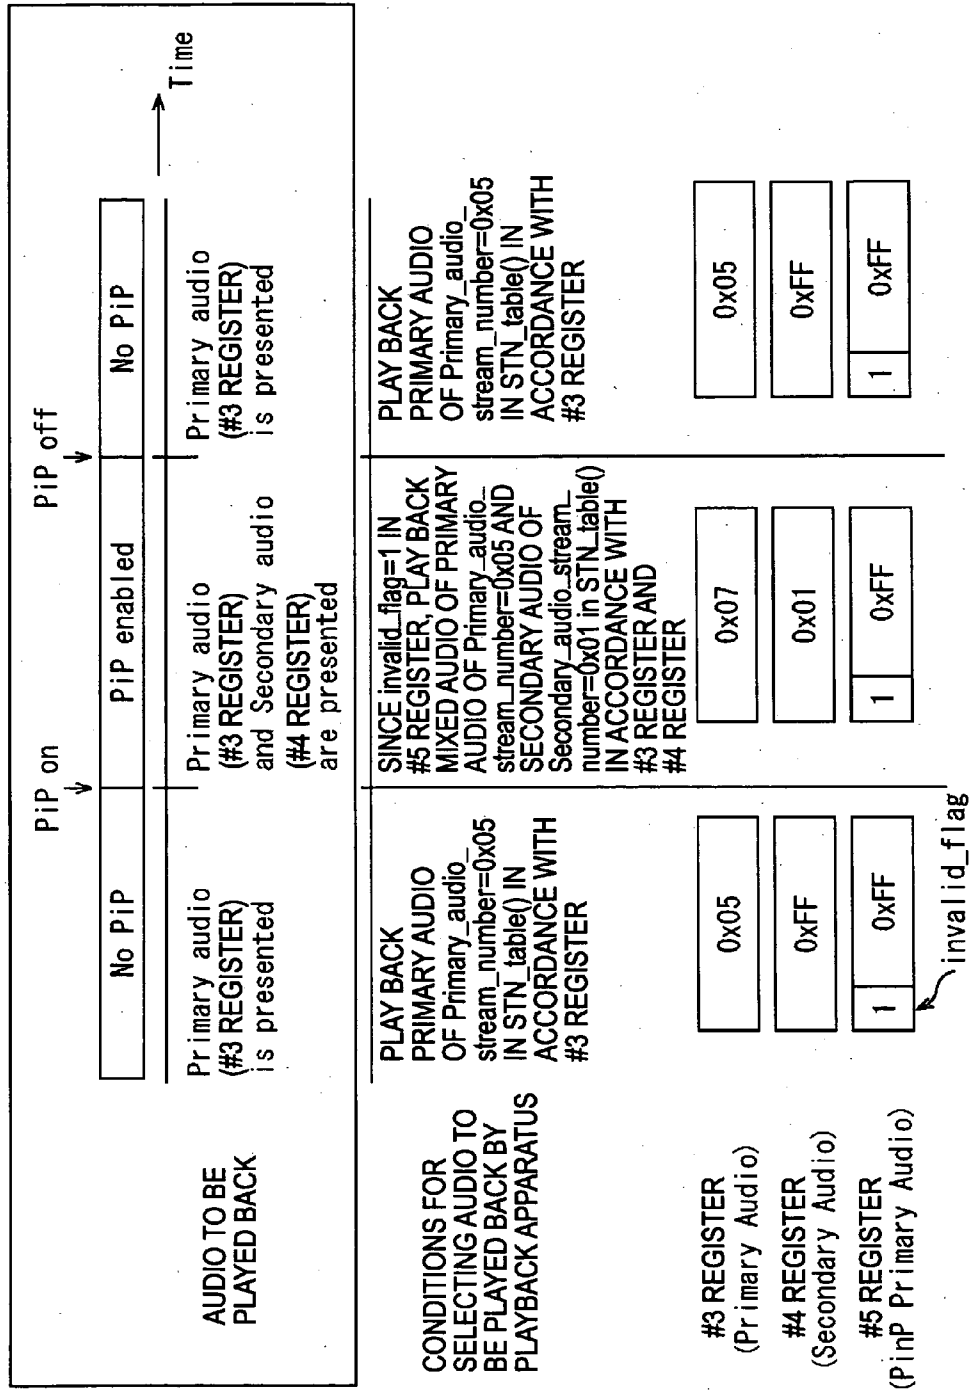 PiP on
PiP off
No PiP
PiP enabled
No PiP
Time
AUDIO TO BE
PLAYED BACK
Primary audio
(#3 REGISTER)
is presented
Primary audio
(#3 REGISTER)
and Secondary audio
(#4 REGISTER)
are presented
Primary audio
(#3 REGISTER)
is presented
CONDITIONS FOR
SELECTING AUDIO TO
BE PLAYED BACK BY
PLAYBACK APPARATUS
PLAY BACK
PRIMARY AUDIO
OF Primary_audio_
stream_number=0x05
IN STN_table() IN
ACCORDANCE WITH
#3 REGISTER
SINCE invalid_flag=1 IN
#5 REGISTER, PLAY BACK
MIXED AUDIO OF PRIMARY
AUDIO OF Primary_audio_
stream_number=0x05 AND
SECONDARY AUDIO OF
Secondary_audio_stream_
number=0x01 in STN_table()
IN ACCORDANCE WITH
#3 REGISTER AND
#4 REGISTER
PLAY BACK
PRIMARY AUDIO
OF Primary_audio_
stream_number=0x05
IN STN_table() IN
ACCORDANCE WITH
#3 REGISTER
#3 REGISTER
(Primary Audio)
0x05
0x07
0x05
#4 REGISTER
(Secondary Audio)
0xFF
0x01
0xFF
#5 REGISTER
(PinP Primary Audio)
1 0xFF
1 0xFF
1 0xFF
invalid_flag